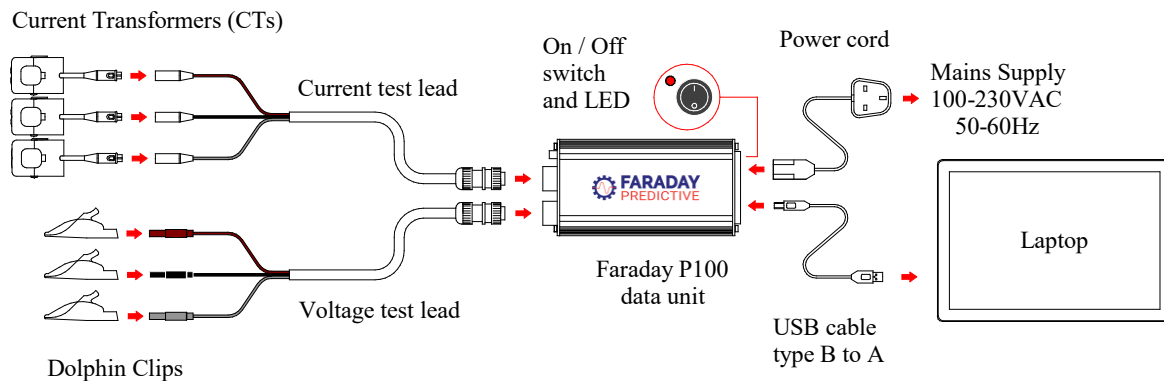 Current Transformers (CTs)
Current test lead
On / Off
switch
and LED
Power cord
Mains Supply
100-230VAC
50-60Hz
FARADAY
PREDICTIVE
Laptop
Faraday P100
data unit
Voltage test lead
USB cable
type B to A
Dolphin Clips